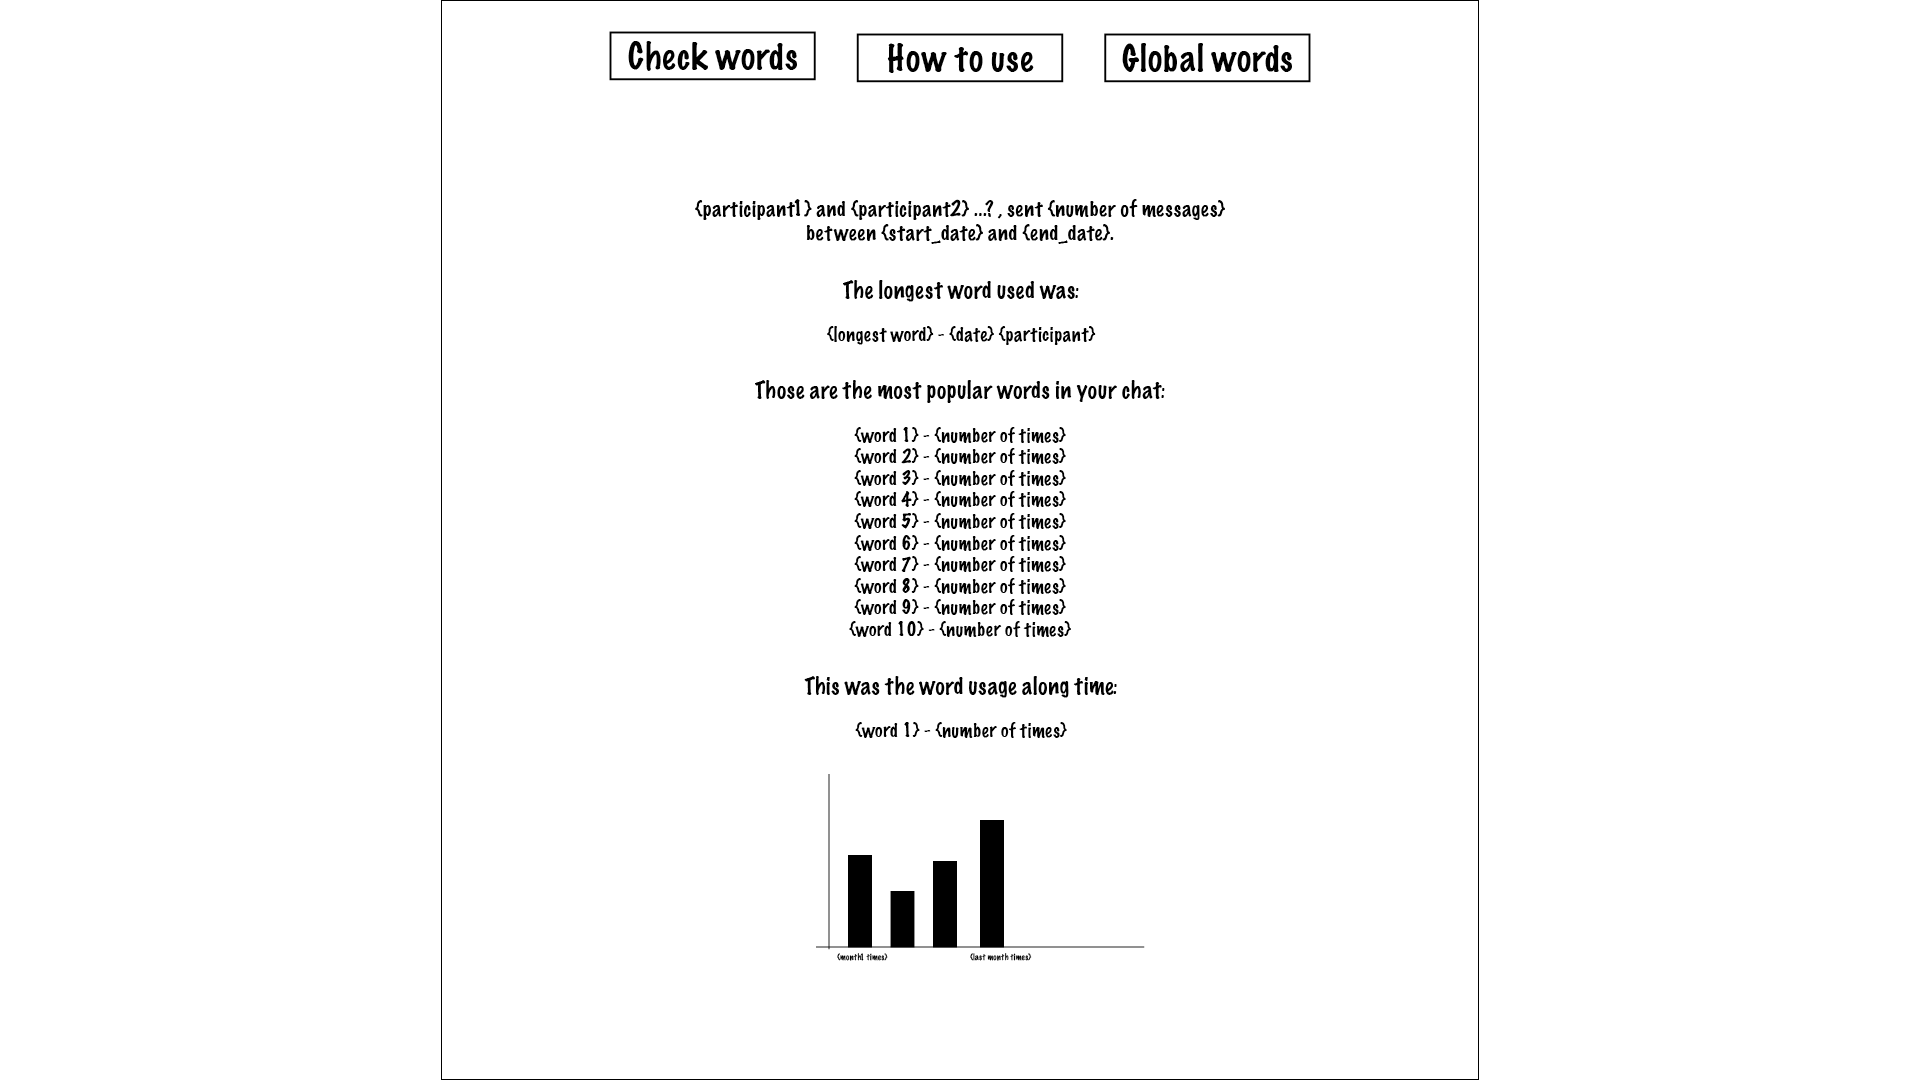 Check words
How to use
Global words
{participant1} and {participant2} ...? , sent {number of messages}
between {start_date} and {end_date}.
The longest word used was:
{longest word} - {date} {participant}
Those are the most popular words in your chat:
{word 1} - {number of times}
{word 2} - {number of times}
{word 3} - {number of times}
{word 4} - {number of times}
{word 5} - {number of times}
{word 6} - {number of times}
{word 7} - {number of times}
{word 8} - {number of times}
{word 9} - {number of times}
{word 10} - {number of times}
This was the word usage along time:
{word 1} - {number of times}
{month1 times}
{last month times}